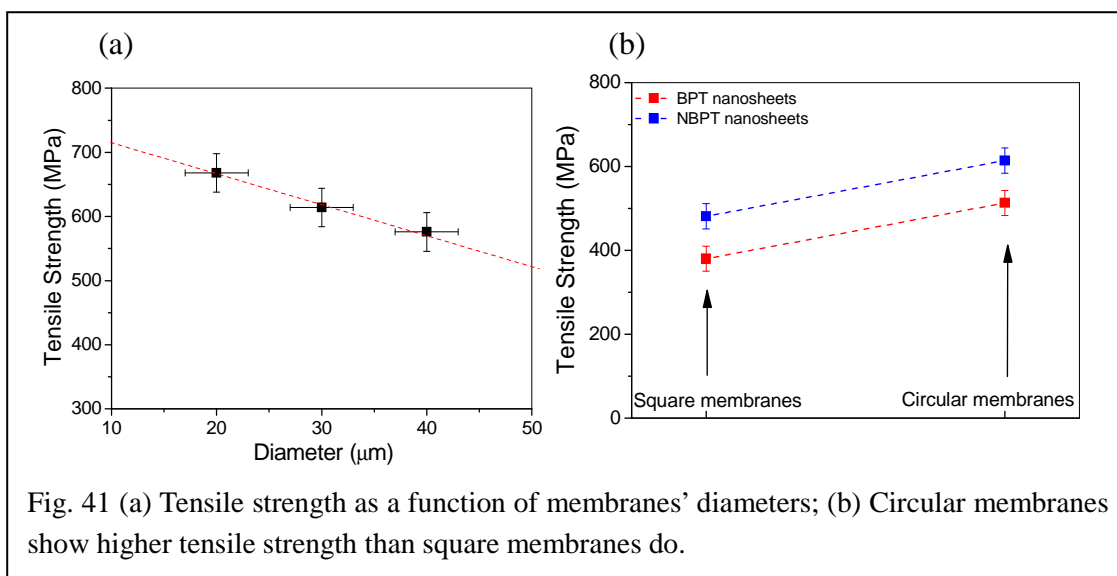 (a)
800
700
600
500
400
300
10
20
30
40
50
Tensile Strength (MPa)
Diameter (μm)
(b)
800
600
400
200
0
Tensile Strength (MPa)
BPT nanosheets
NBPT nanosheets
Square membranes
Circular membranes
Fig. 41 (a) Tensile strength as a function of membranes’ diameters; (b) Circular membranes
show higher tensile strength than square membranes do.